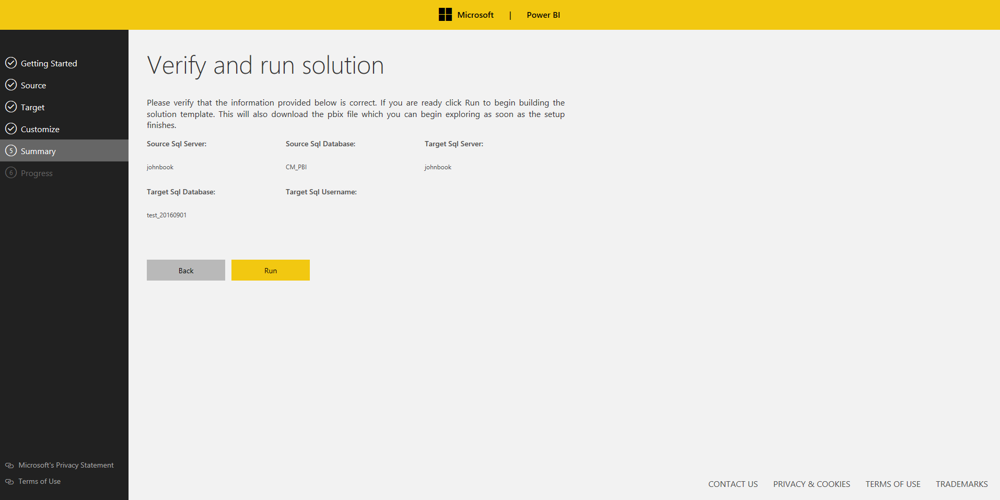 Microsoft | Power BI
Getting Started
Source
Target
Customize
5 Summary
6 Progress
Verify and run solution
Please verify that the information provided below is correct. If you are ready click Run to begin building the
solution template. This will also download the pbix file which you can begin exploring as soon as the setup
finishes.
Source Sql Server: Source Sql Database: Target Sql Server:
johnbook CM_PBI johnbook
Target Sql Database: Target Sql Username:
test_20160901
Back Run
Microsoft's Privacy Statement
Terms of Use
CONTACT US PRIVACY & COOKIES TERMS OF USE TRADEMARKS